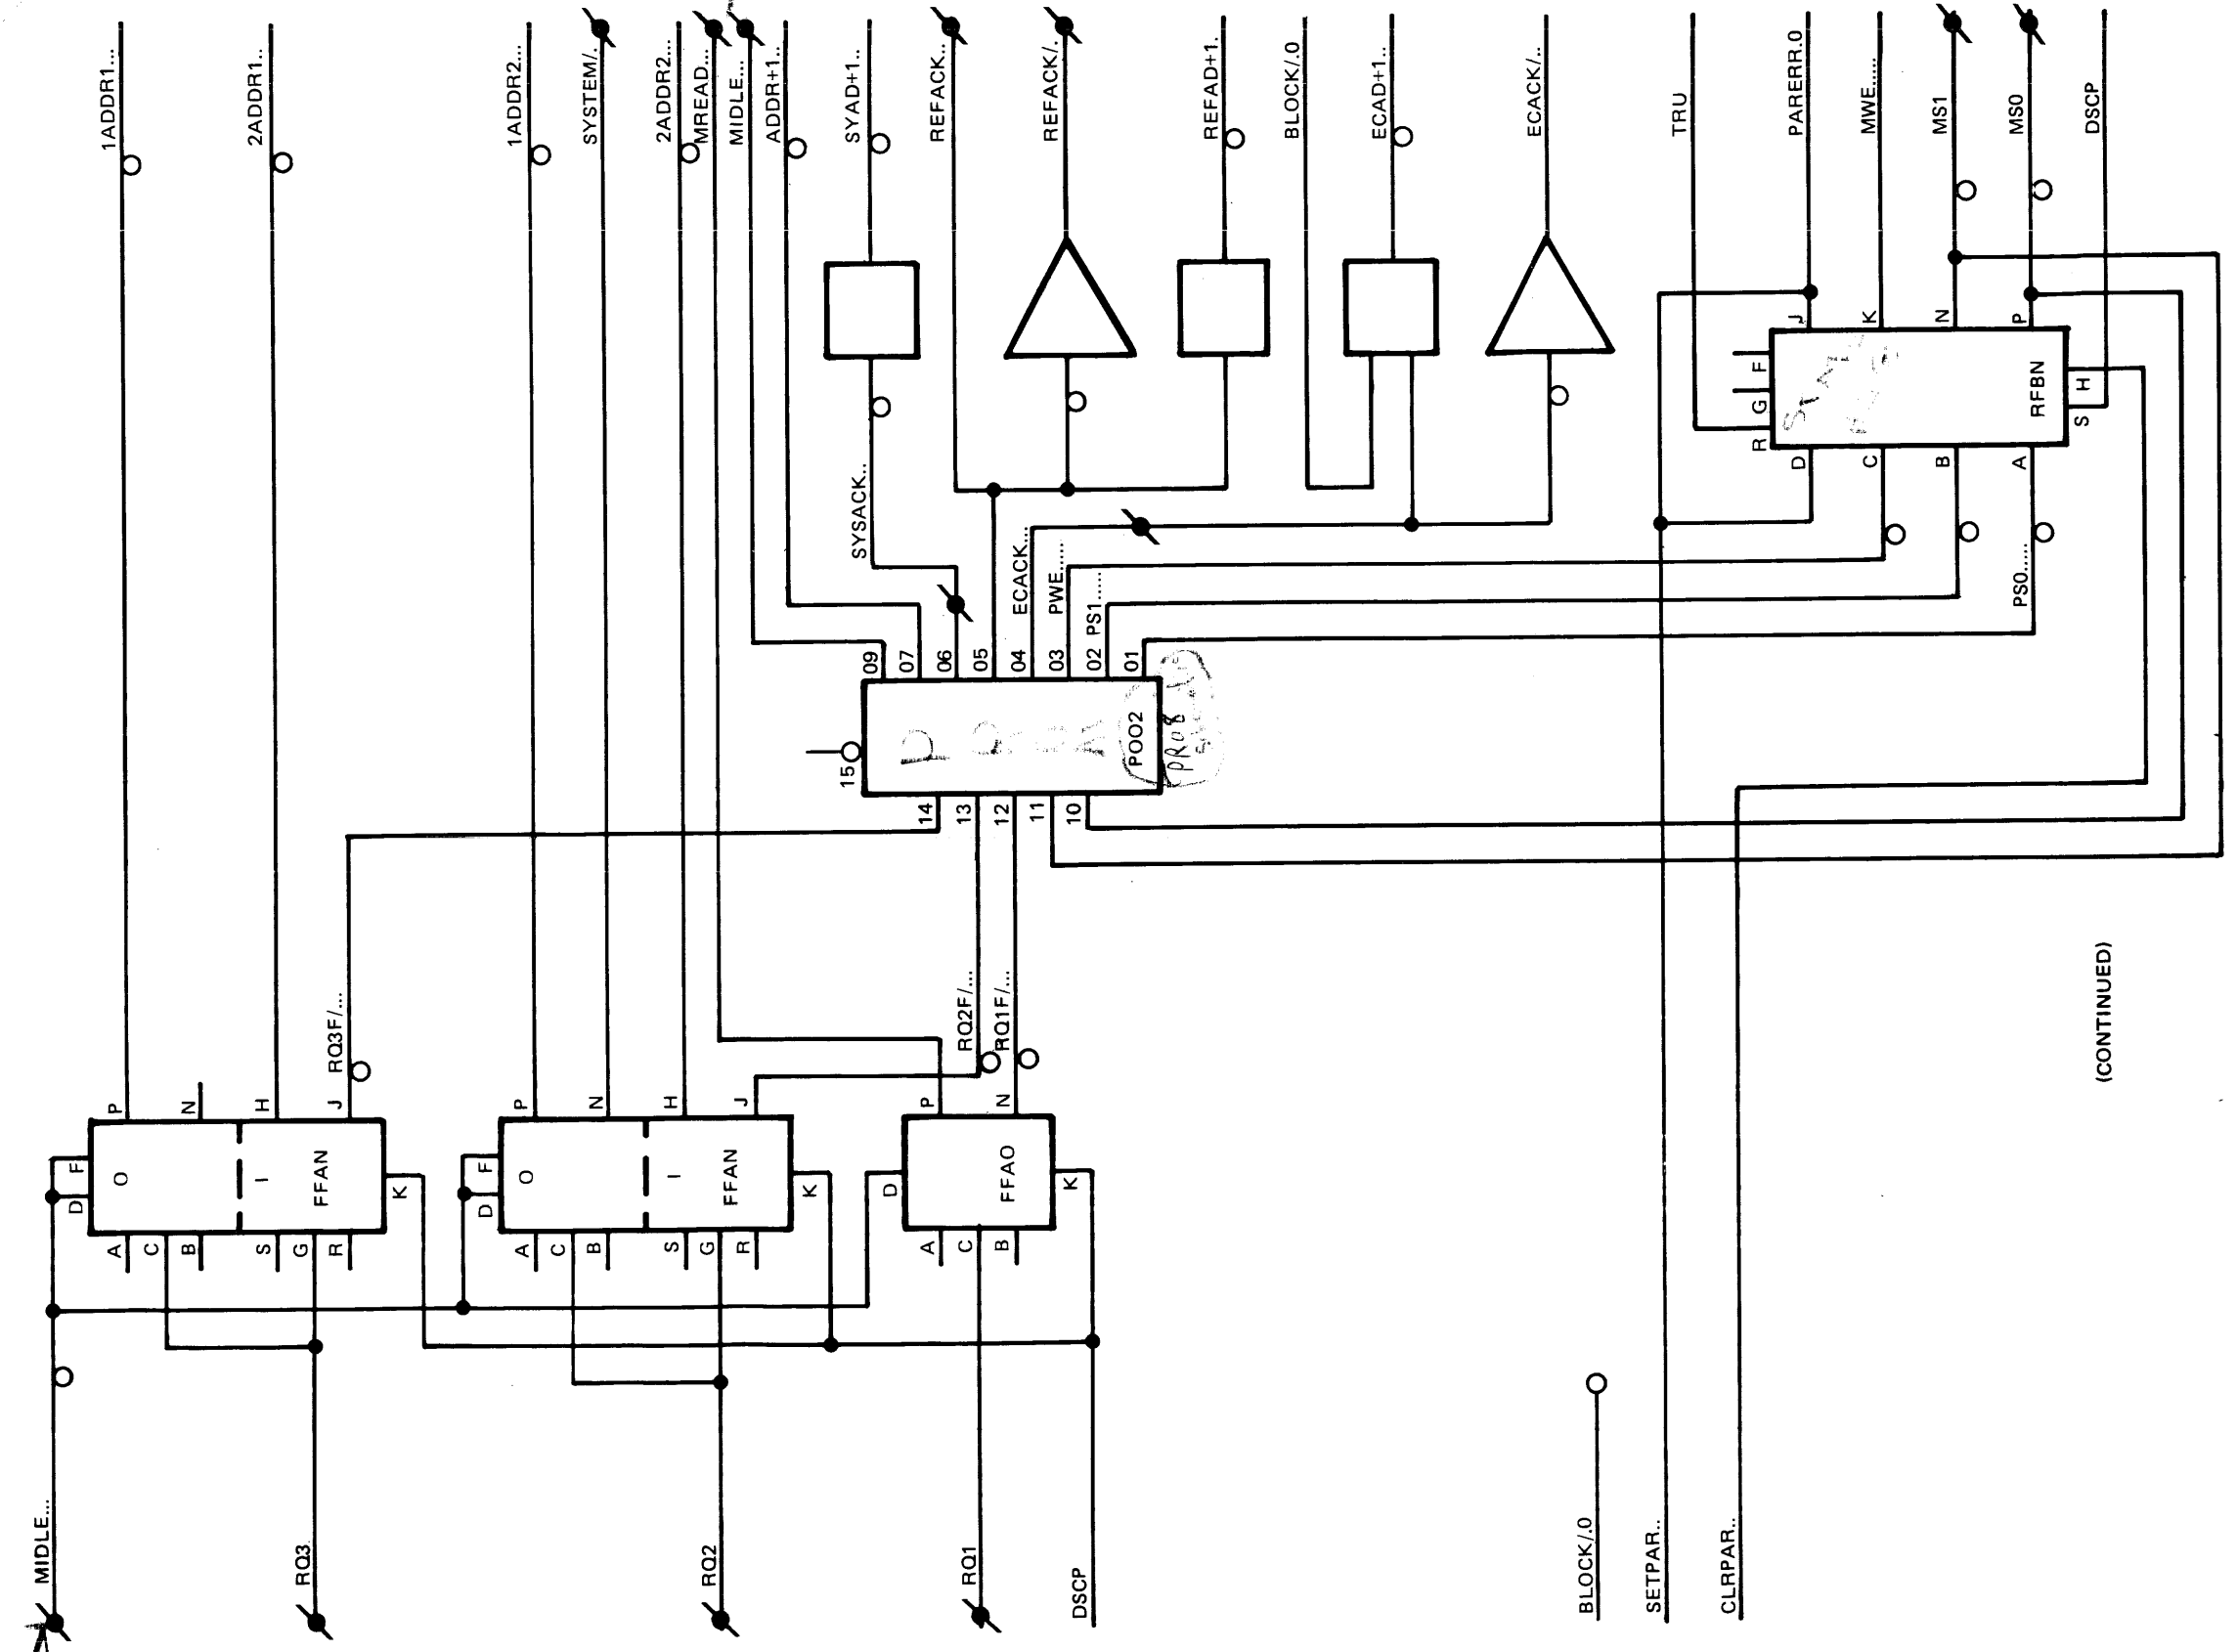 1ADDR1...
2ADDR1..
1ADDR2...
SYSTEM/.
2ADDR2...
MREAD...
MIDLE...
ADDR+1..
SYAD+1..
REFACK...
REFACK/.
REFAD+1.
BLOCK/.0
ECAD+1..
ECACK/..
TRU
PARERR.0
MWE.....
MS1
MS0
DSCP
SYSACK..
ECACK...
PWE.....
PS1.....
PS0.....
J
K
N
P
F
G
R
RFBN
H
S
D
C
B
A
09
07
06
05
04
03
02
01
15
POO2
PRO8
14
13
12
11
10
RQ3F/...
RQ2F/...
RQ1F/...
P
N
H
J
F
D
O
I
FFAN
K
A
C
B
S
G
R
P
N
H
J
F
D
O
I
FFAN
K
A
C
B
S
G
R
P
N
D
FFAO
K
A
C
B
MIDLE...
RQ3
RQ2
RQ1
DSCP
BLOCK/.0
SETPAR..
CLRPAR..
(CONTINUED)